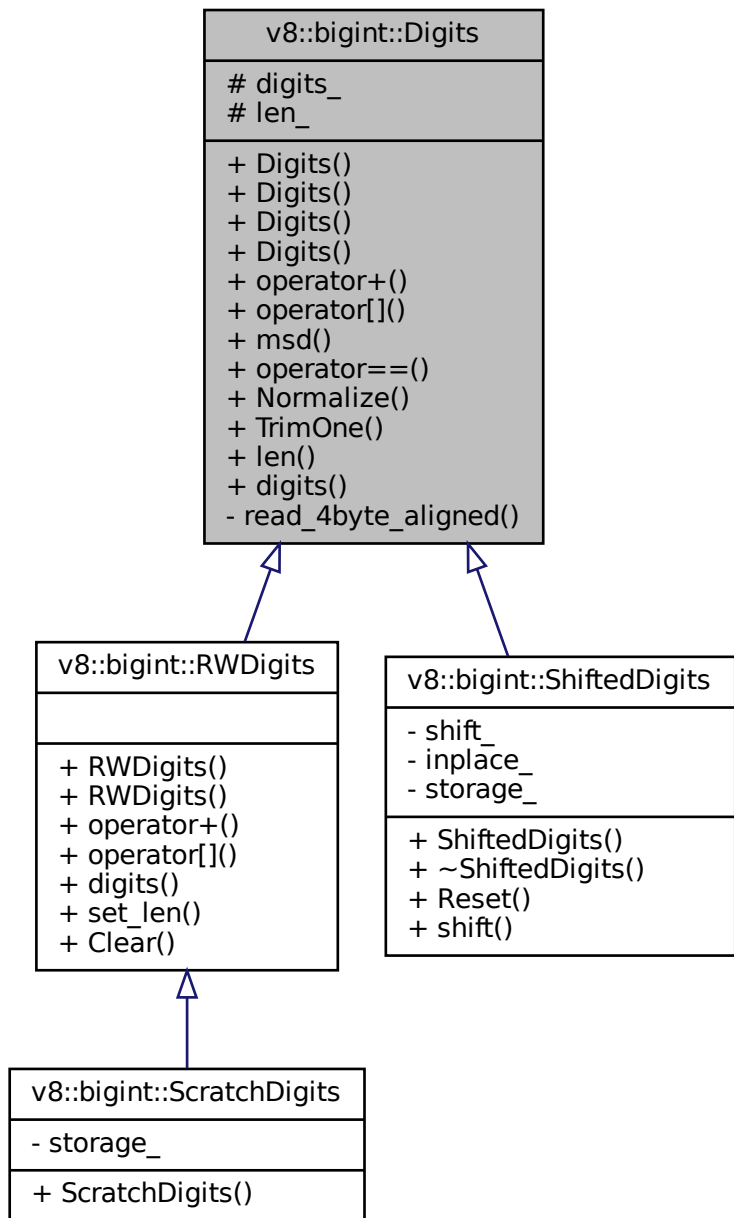 v8::bigint::Digits
# digits_
# len_
+ Digits()
+ Digits()
+ Digits()
+ Digits()
+ operator+()
+ operator[]()
+ msd()
+ operator==()
+ Normalize()
+ TrimOne()
+ len()
+ digits()
- read_4byte_aligned()
v8::bigint::RWDigits
+ RWDigits()
+ RWDigits()
+ operator+()
+ operator[]()
+ digits()
+ set_len()
+ Clear()
v8::bigint::ShiftedDigits
- shift_
- inplace_
- storage_
+ ShiftedDigits()
+ ~ShiftedDigits()
+ Reset()
+ shift()
v8::bigint::ScratchDigits
- storage_
+ ScratchDigits()